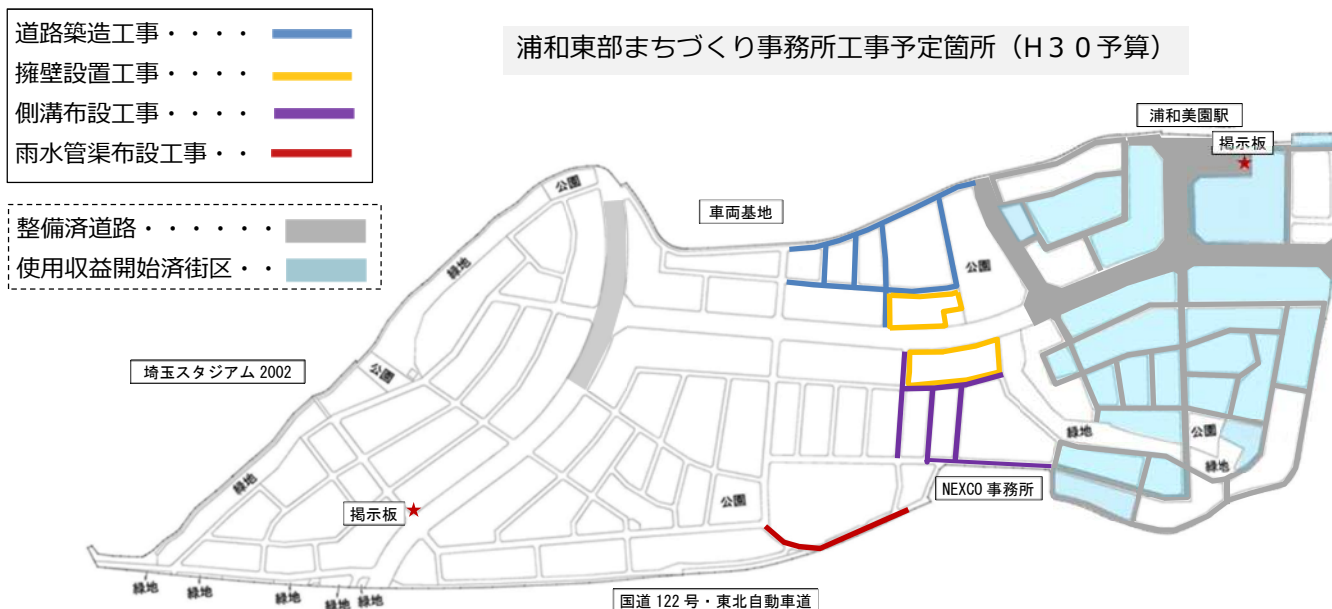 道路築造工事・・・・
擁壁設置工事・・・・
側溝布設工事・・・・
雨水管渠布設工事・・
整備済道路・・・・・・
使用収益開始済街区・・
浦和東部まちづくり事務所工事予定箇所（H３０予算）
浦和美園駅
掲示板
公園
車両基地
緑地
公園
埼玉スタジアム 2002
公園
緑地
公園
緑地
緑地
NEXCO 事務所
公園
掲示板
緑地
緑地
緑地
緑地
緑地
国道 122 号・東北自動車道